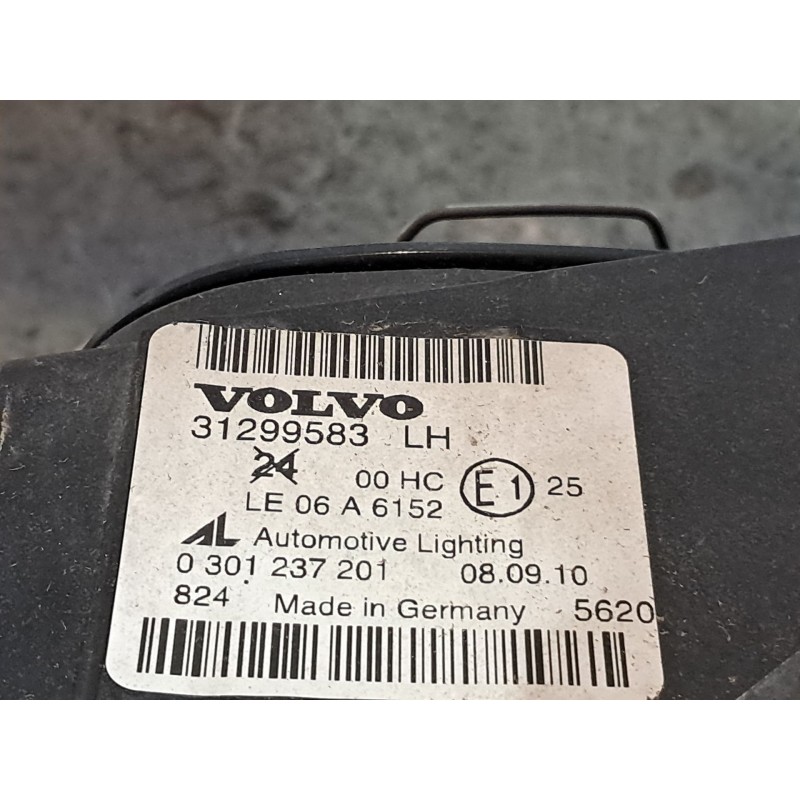 VOLVO
31299583 LH
24 00 HC E1 25
LE 06 A 6152
AL Automotive Lighting
0 301 237 201 08.09.10
824 Made in Germany 5620